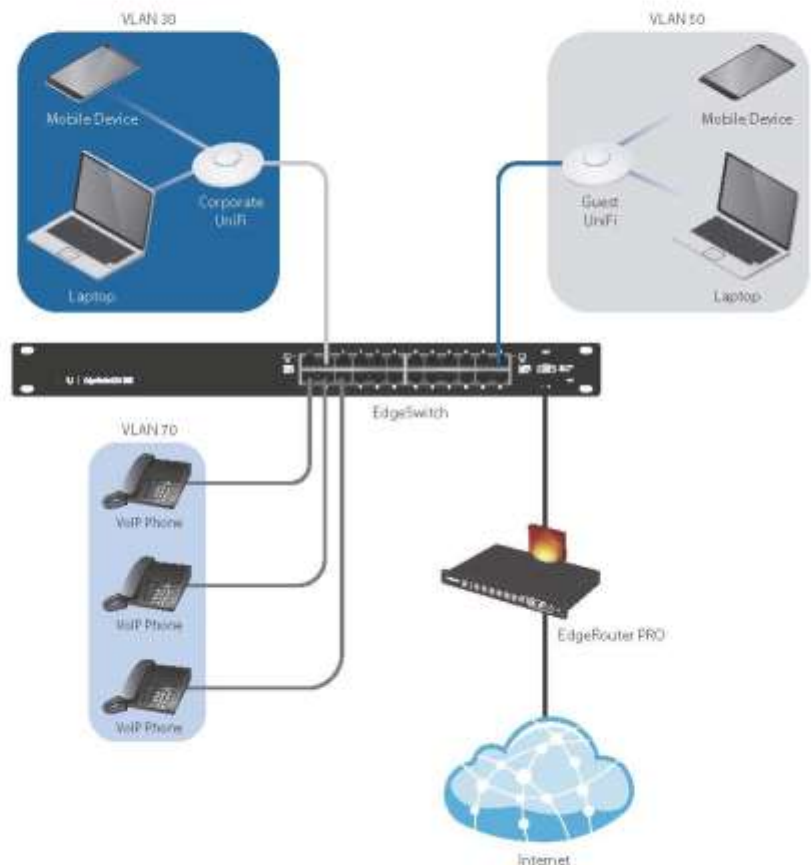 VLAN 30
VLAN 50
Mobile Device
Mobile Device
Corporate
UniFi
Guest
UniFi
Laptop
Laptop
EdgeSwitch
VLAN 70
VoIP Phone
VoIP Phone
VoIP Phone
EdgeRouter PRO
Internet